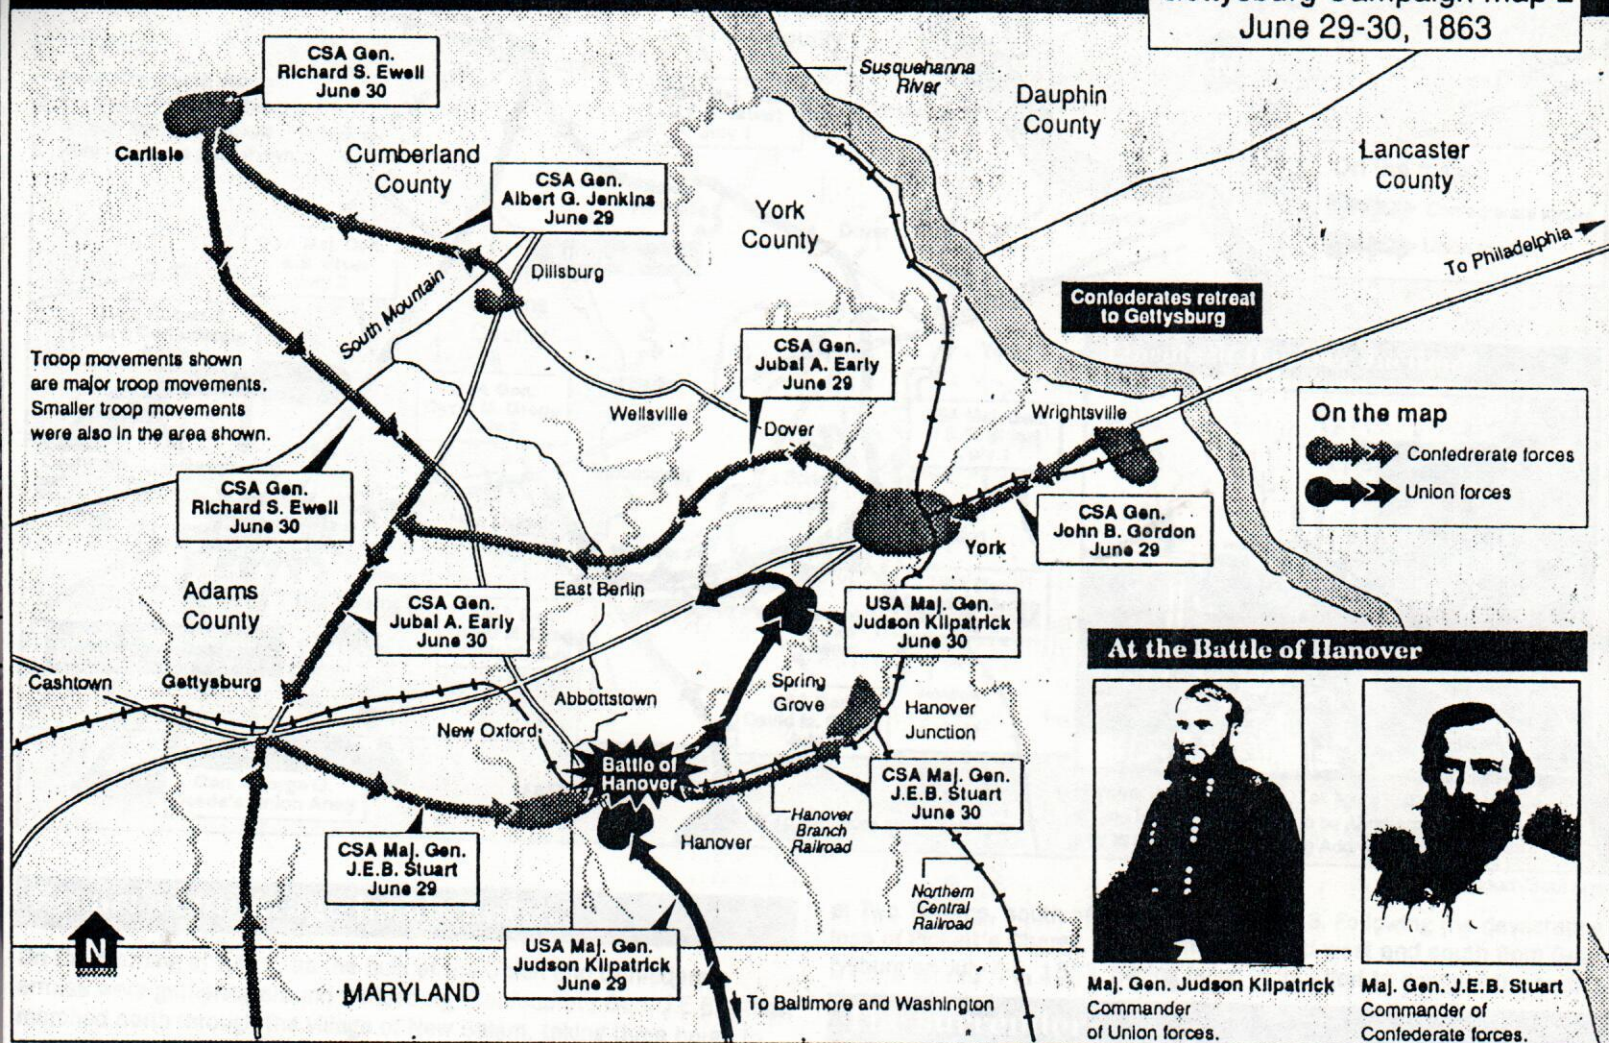 June 29-30, 1863
CSA Gen.
Richard S. Ewell
June 30
Carlisle
Cumberland
County
CSA Gen.
Albert G. Jenkins
June 29
Susquehanna
River
Dauphin
County
Lancaster
County
York
County
To Philadelphia
Dillsburg
South Mountain
Confederates retreat
to Gettysburg
Troop movements shown
are major troop movements.
Smaller troop movements
were also in the area shown.
CSA Gen.
Jubal A. Early
June 29
Wellsville
Dover
Wrightsville
On the map
Confedrerate forces
Union forces
CSA Gen.
Richard S. Ewell
June 30
CSA Gen.
John B. Gordon
June 29
York
Adams
County
East Berlin
CSA Gen.
Jubal A. Early
June 30
USA Maj. Gen.
Judson Kilpatrick
June 30
Cashtown
Gettysburg
Abbottstown
New Oxford
Spring
Grove
Hanover
Junction
Battle of
Hanover
CSA Maj. Gen.
J.E.B. Stuart
June 30
Hanover
Branch
Railroad
Hanover
CSA Maj. Gen.
J.E.B. Stuart
June 29
Northern
Central
Railroad
N
MARYLAND
USA Maj. Gen.
Judson Kilpatrick
June 29
To Baltimore and Washington
At the Battle of Hanover
Maj. Gen. Judson Kilpatrick
Commander
of Union forces.
Maj. Gen. J.E.B. Stuart
Commander of
Confederate forces.